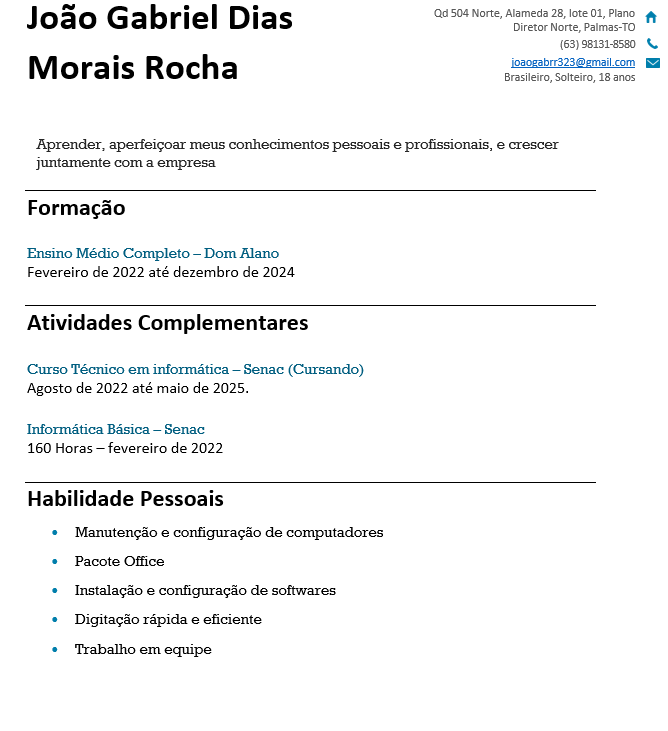 João Gabriel Dias
Morais Rocha
Qd 504 Norte, Alameda 28, lote 01, Plano
Diretor Norte, Palmas-TO
(63) 98131-8580
joaogabrr323@gmail.com
Brasileiro, Solteiro, 18 anos
Aprender, aperfeiçoar meus conhecimentos pessoais e profissionais, e crescer
juntamente com a empresa
Formação
Ensino Médio Completo – Dom Alano
Fevereiro de 2022 até dezembro de 2024
Atividades Complementares
Curso Técnico em informática – Senac (Cursando)
Agosto de 2022 até maio de 2025.
Informática Básica – Senac
160 Horas – fevereiro de 2022
Habilidade Pessoais
• Manutenção e configuração de computadores
• Pacote Office
• Instalação e configuração de softwares
• Digitação rápida e eficiente
• Trabalho em equipe